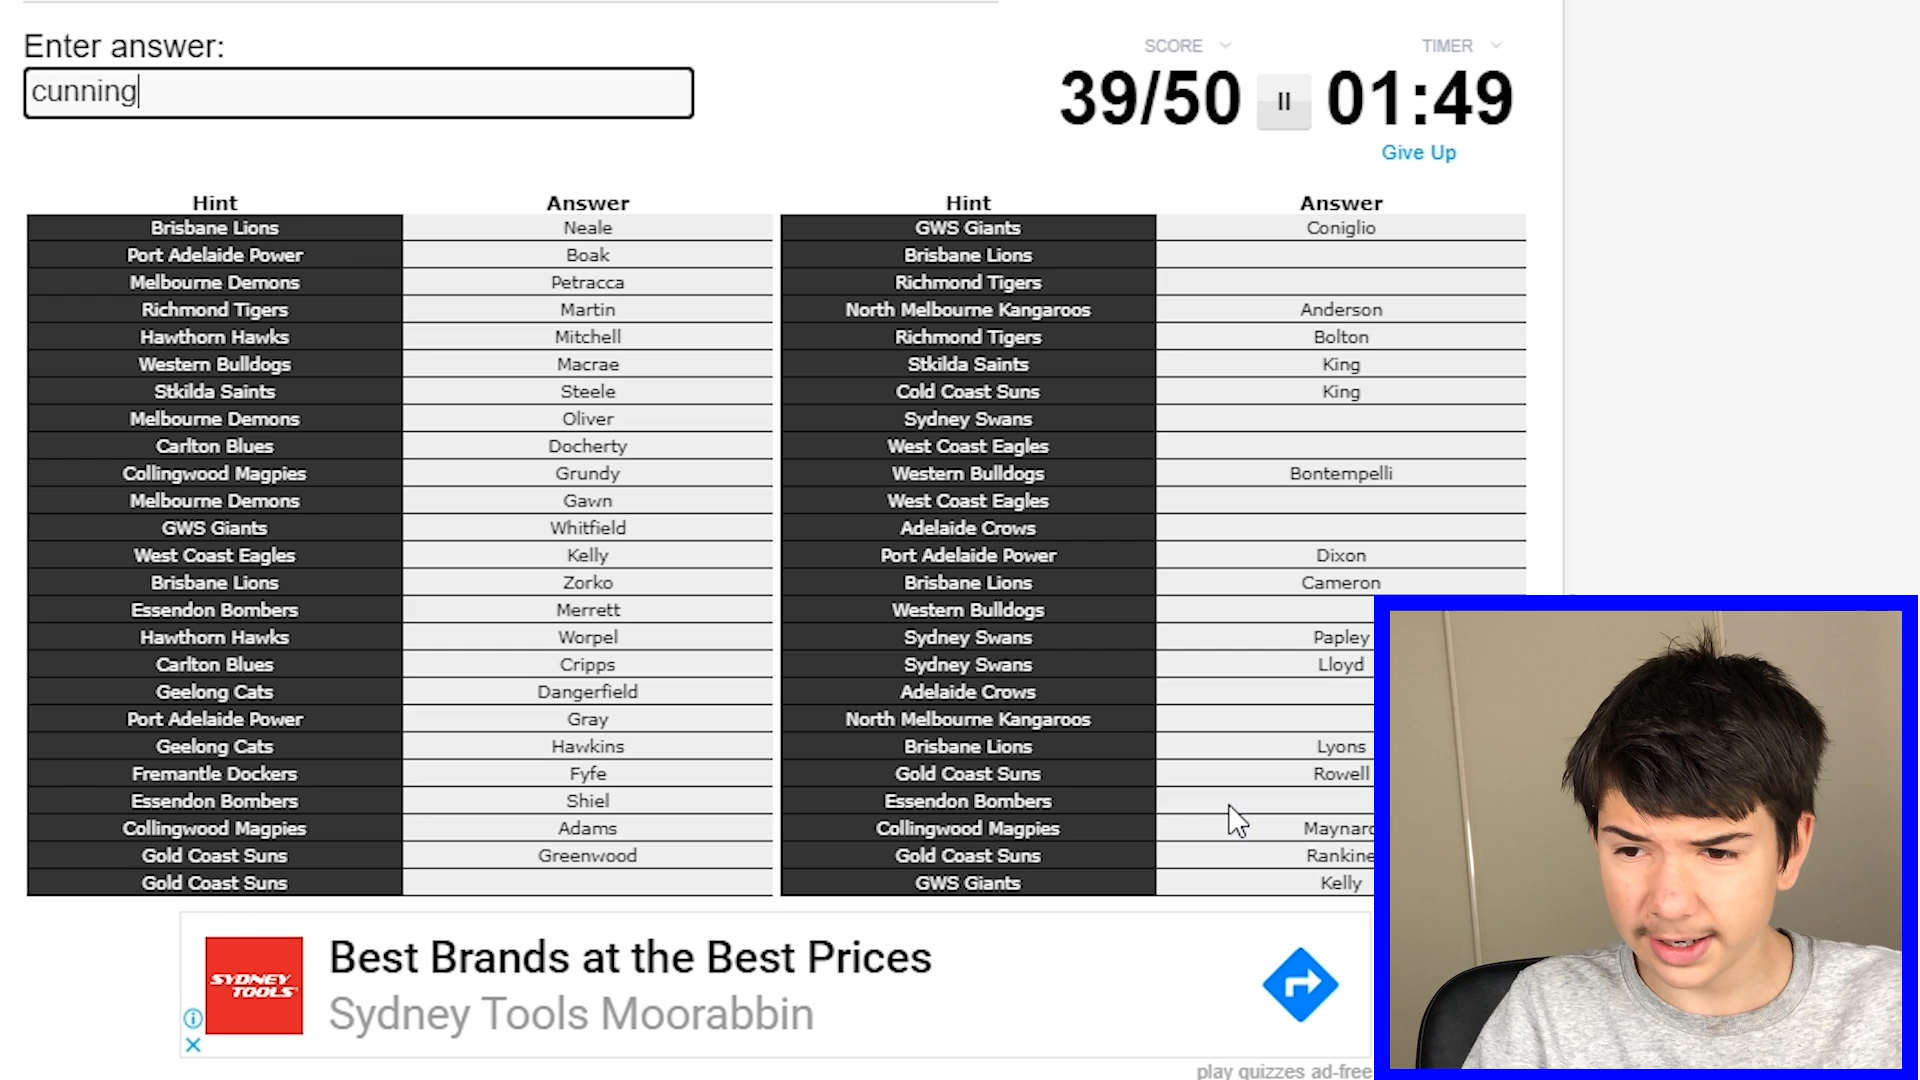 Enter answer:
SCORE
TIMER
cunning
39/50
01:49
Give Up
Hint Answer Hint Answer
Brisbane Lions Neale GWS Giants Coniglio
Port Adelaide Power Boak Brisbane Lions
Melbourne Demons Petracca Richmond Tigers
Richmond Tigers Martin North Melbourne Kangaroos Anderson
Hawthorn Hawks Mitchell Richmond Tigers Bolton
Western Bulldogs Macrae Stkilda Saints King
Stkilda Saints Steele Cold Coast Suns King
Melbourne Demons Oliver Sydney Swans
Carlton Blues Docherty West Coast Eagles
Collingwood Magpies Grundy Western Bulldogs Bontempelli
Melbourne Demons Gawn West Coast Eagles
GWS Giants Whitfield Adelaide Crows
West Coast Eagles Kelly Port Adelaide Power Dixon
Brisbane Lions Zorko Brisbane Lions Cameron
Essendon Bombers Merrett Western Bulldogs
Hawthorn Hawks Worpel Sydney Swans Papley
Carlton Blues Cripps Sydney Swans Lloyd
Geelong Cats Dangerfield Adelaide Crows
Port Adelaide Power Gray North Melbourne Kangaroos
Geelong Cats Hawkins Brisbane Lions Lyons
Fremantle Dockers Fyfe Gold Coast Suns Rowell
Essendon Bombers Shiel Essendon Bombers
Collingwood Magpies Adams Collingwood Magpies Maynard
Gold Coast Suns Greenwood Gold Coast Suns Rankine
Gold Coast Suns GWS Giants Kelly
SYDNEY
TOOLS
Best Brands at the Best Prices
Sydney Tools Moorabbin
play quizzes ad-free